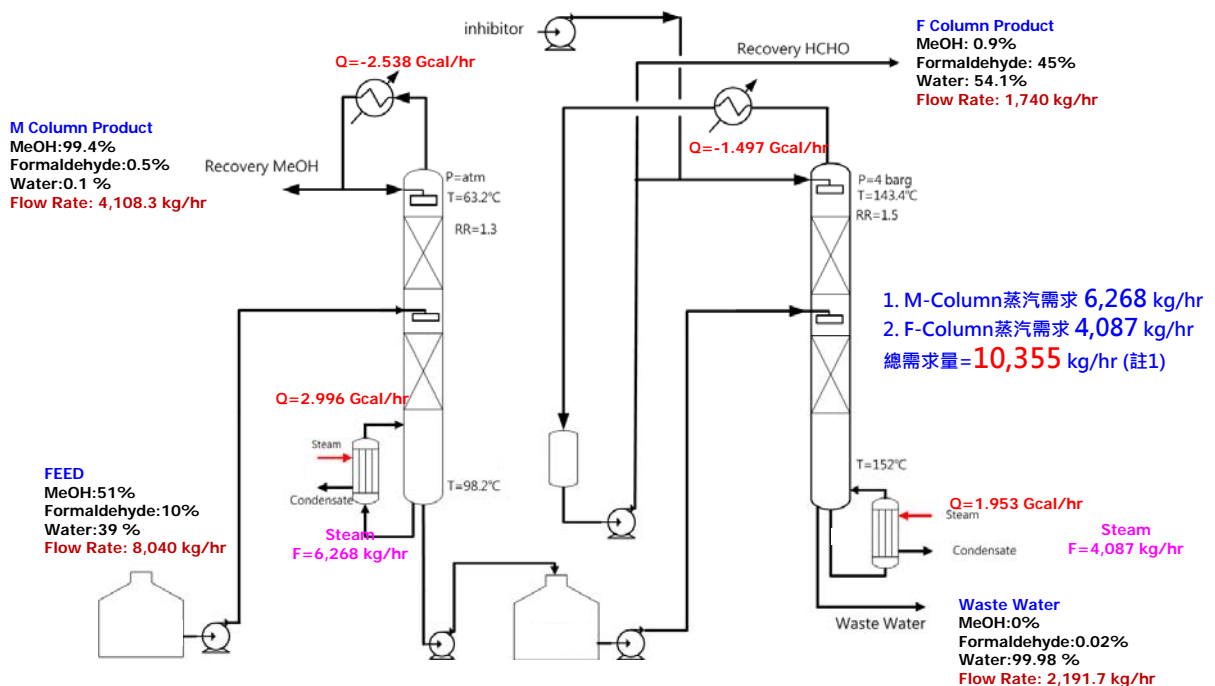 inhibitor
Recovery HCHO
F Column Product
MeOH: 0.9%
Formaldehyde: 45%
Water: 54.1%
Flow Rate: 1,740 kg/hr
Q=-2.538 Gcal/hr
Q=-1.497 Gcal/hr
M Column Product
MeOH:99.4%
Formaldehyde:0.5%
Water:0.1 %
Flow Rate: 4,108.3 kg/hr
Recovery MeOH
P=atm
T=63.2℃
RR=1.3
P=4 barg
T=143.4℃
RR=1.5
1. M-Column蒸汽需求 6,268 kg/hr
2. F-Column蒸汽需求 4,087 kg/hr
總需求量=10,355 kg/hr (註1)
Q=2.996 Gcal/hr
Steam
Condensate
T=98.2℃
Steam
F=6,268 kg/hr
FEED
MeOH:51%
Formaldehyde:10%
Water:39 %
Flow Rate: 8,040 kg/hr
T=152℃
Q=1.953 Gcal/hr
Steam
Condensate
Steam
F=4,087 kg/hr
Waste Water
Waste Water
MeOH:0%
Formaldehyde:0.02%
Water:99.98 %
Flow Rate: 2,191.7 kg/hr